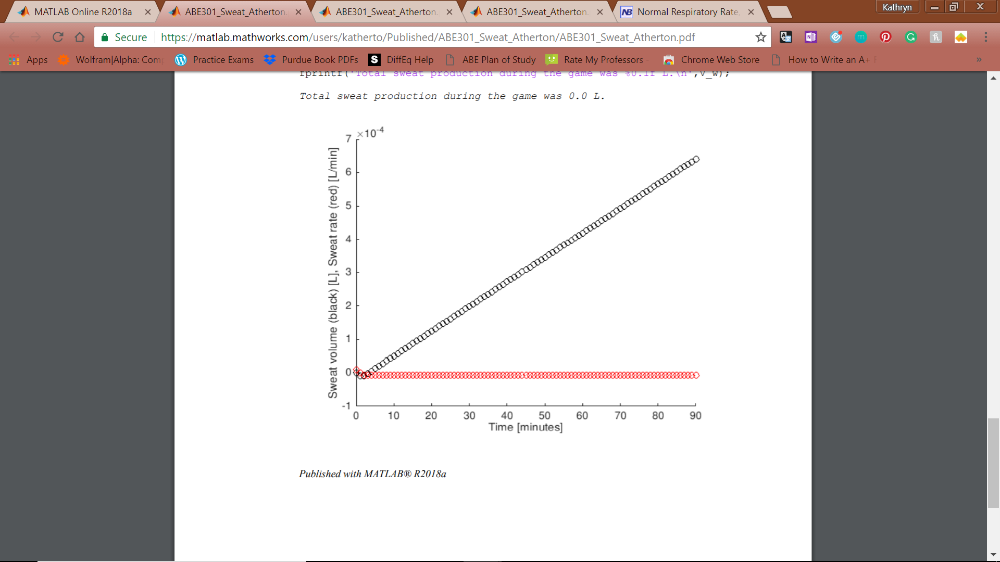 MATLAB Online R2018a
ABE301_Sweat_Atherton.
ABE301_Sweat_Atherton.
ABE301_Sweat_Atherton.
Normal Respiratory Rate,
Kathryn
Secure
https://matlab.mathworks.com/users/katherto/Published/ABE301_Sweat_Atherton/ABE301_Sweat_Atherton.pdf
Apps
Wolfram|Alpha: Com
Practice Exams
Purdue Book PDFs
S DiffEq Help
ABE Plan of Study
Rate My Professors -
Chrome Web Store
How to Write an A+
»
fprintf('Total sweat production during the game was %0.1f L.\n',v_w);
Total sweat production during the game was 0.0 L.
×10-4
7
6
5
4
3
2
1
0
-1
Sweat volume (black) [L], Sweat rate (red) [L/min]
0 10 20 30 40 50 60 70 80 90
Time [minutes]
Published with MATLAB® R2018a